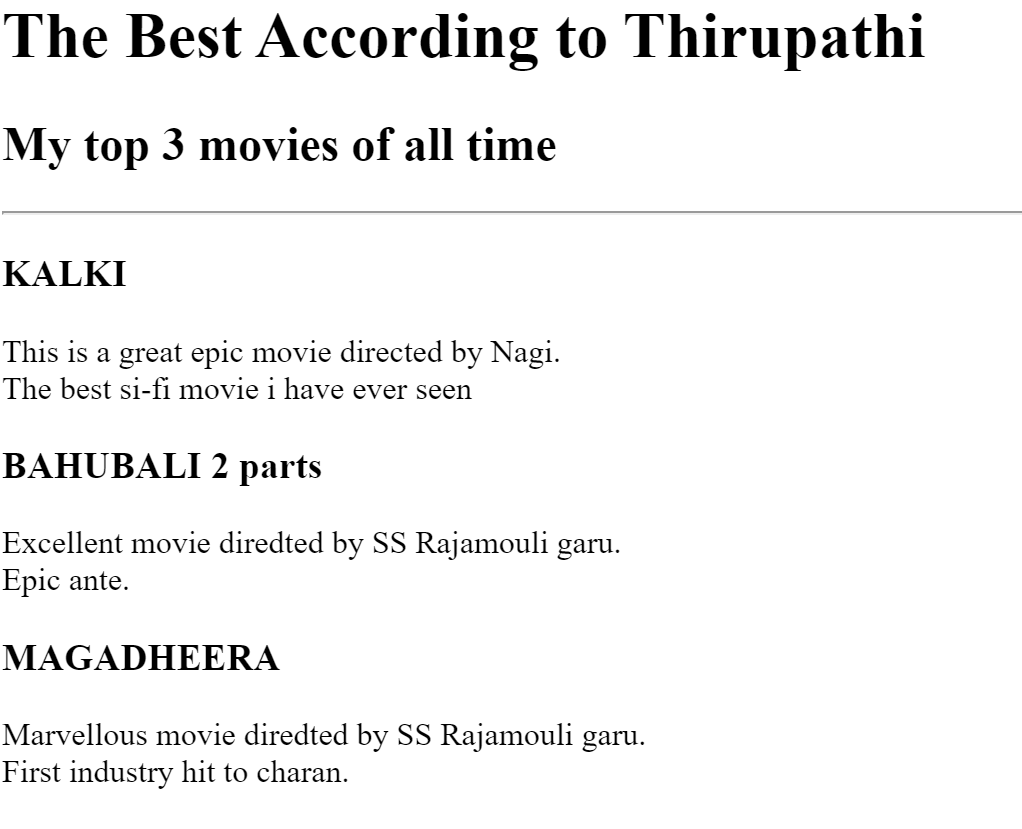 The Best According to Thirupathi
My top 3 movies of all time
KALKI
This is a great epic movie directed by Nagi.
The best si-fi movie i have ever seen
BAHUBALI 2 parts
Excellent movie diredted by SS Rajamouli garu.
Epic ante.
MAGADHEERA
Marvellous movie diredted by SS Rajamouli garu.
First industry hit to charan.